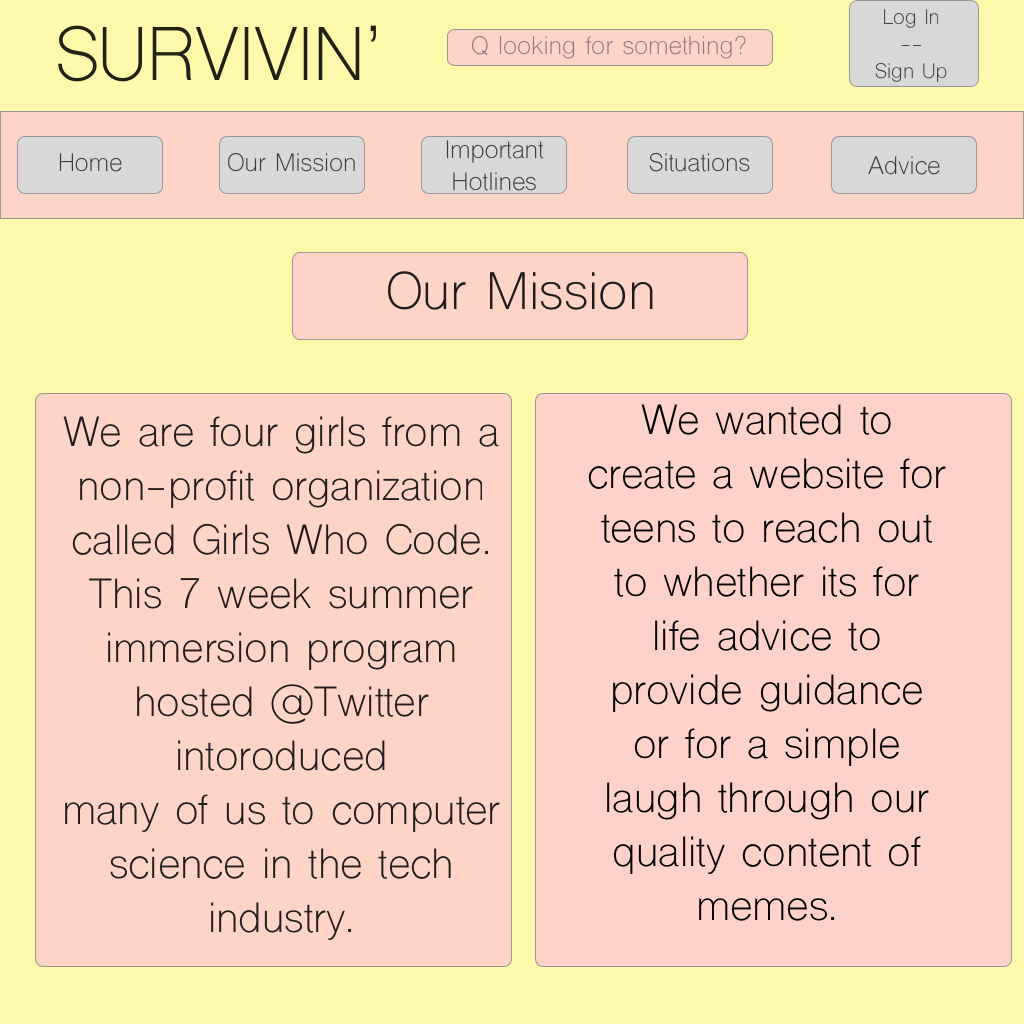 SURVIVIN’
Q looking for something?
Log In
--
Sign Up
Home
Our Mission
Important
Hotlines
Situations
Advice
Our Mission
We are four girls from a
non-profit organization
called Girls Who Code.
This 7 week summer
immersion program
hosted @Twitter
intoroduced
many of us to computer
science in the tech
industry.
We wanted to
create a website for
teens to reach out
to whether its for
life advice to
provide guidance
or for a simple
laugh through our
quality content of
memes.